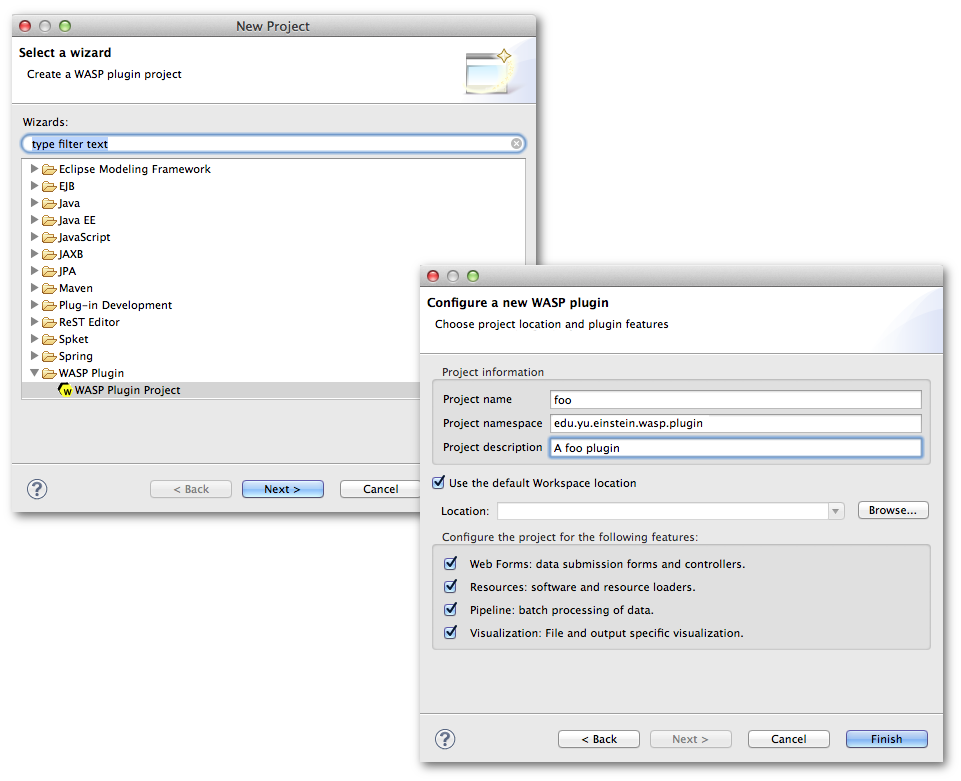 New Project
Select a wizard
Create a WASP plugin project
Wizards:
type filter text
Eclipse Modeling Framework
EJB
Java
Java EE
JavaScript
JAXB
JPA
Maven
Plug-in Development
ReST Editor
Spket
Spring
WASP Plugin
W WASP Plugin Project
? < Back Next > Cancel
Configure a new WASP plugin
Choose project location and plugin features
Project information
Project name foo
Project namespace edu.yu.einstein.wasp.plugin
Project description A foo plugin
Use the default Workspace location
Location: Browse...
Configure the project for the following features:
Web Forms: data submission forms and controllers.
Resources: software and resource loaders.
Pipeline: batch processing of data.
Visualization: File and output specific visualization.
? < Back Next > Cancel Finish